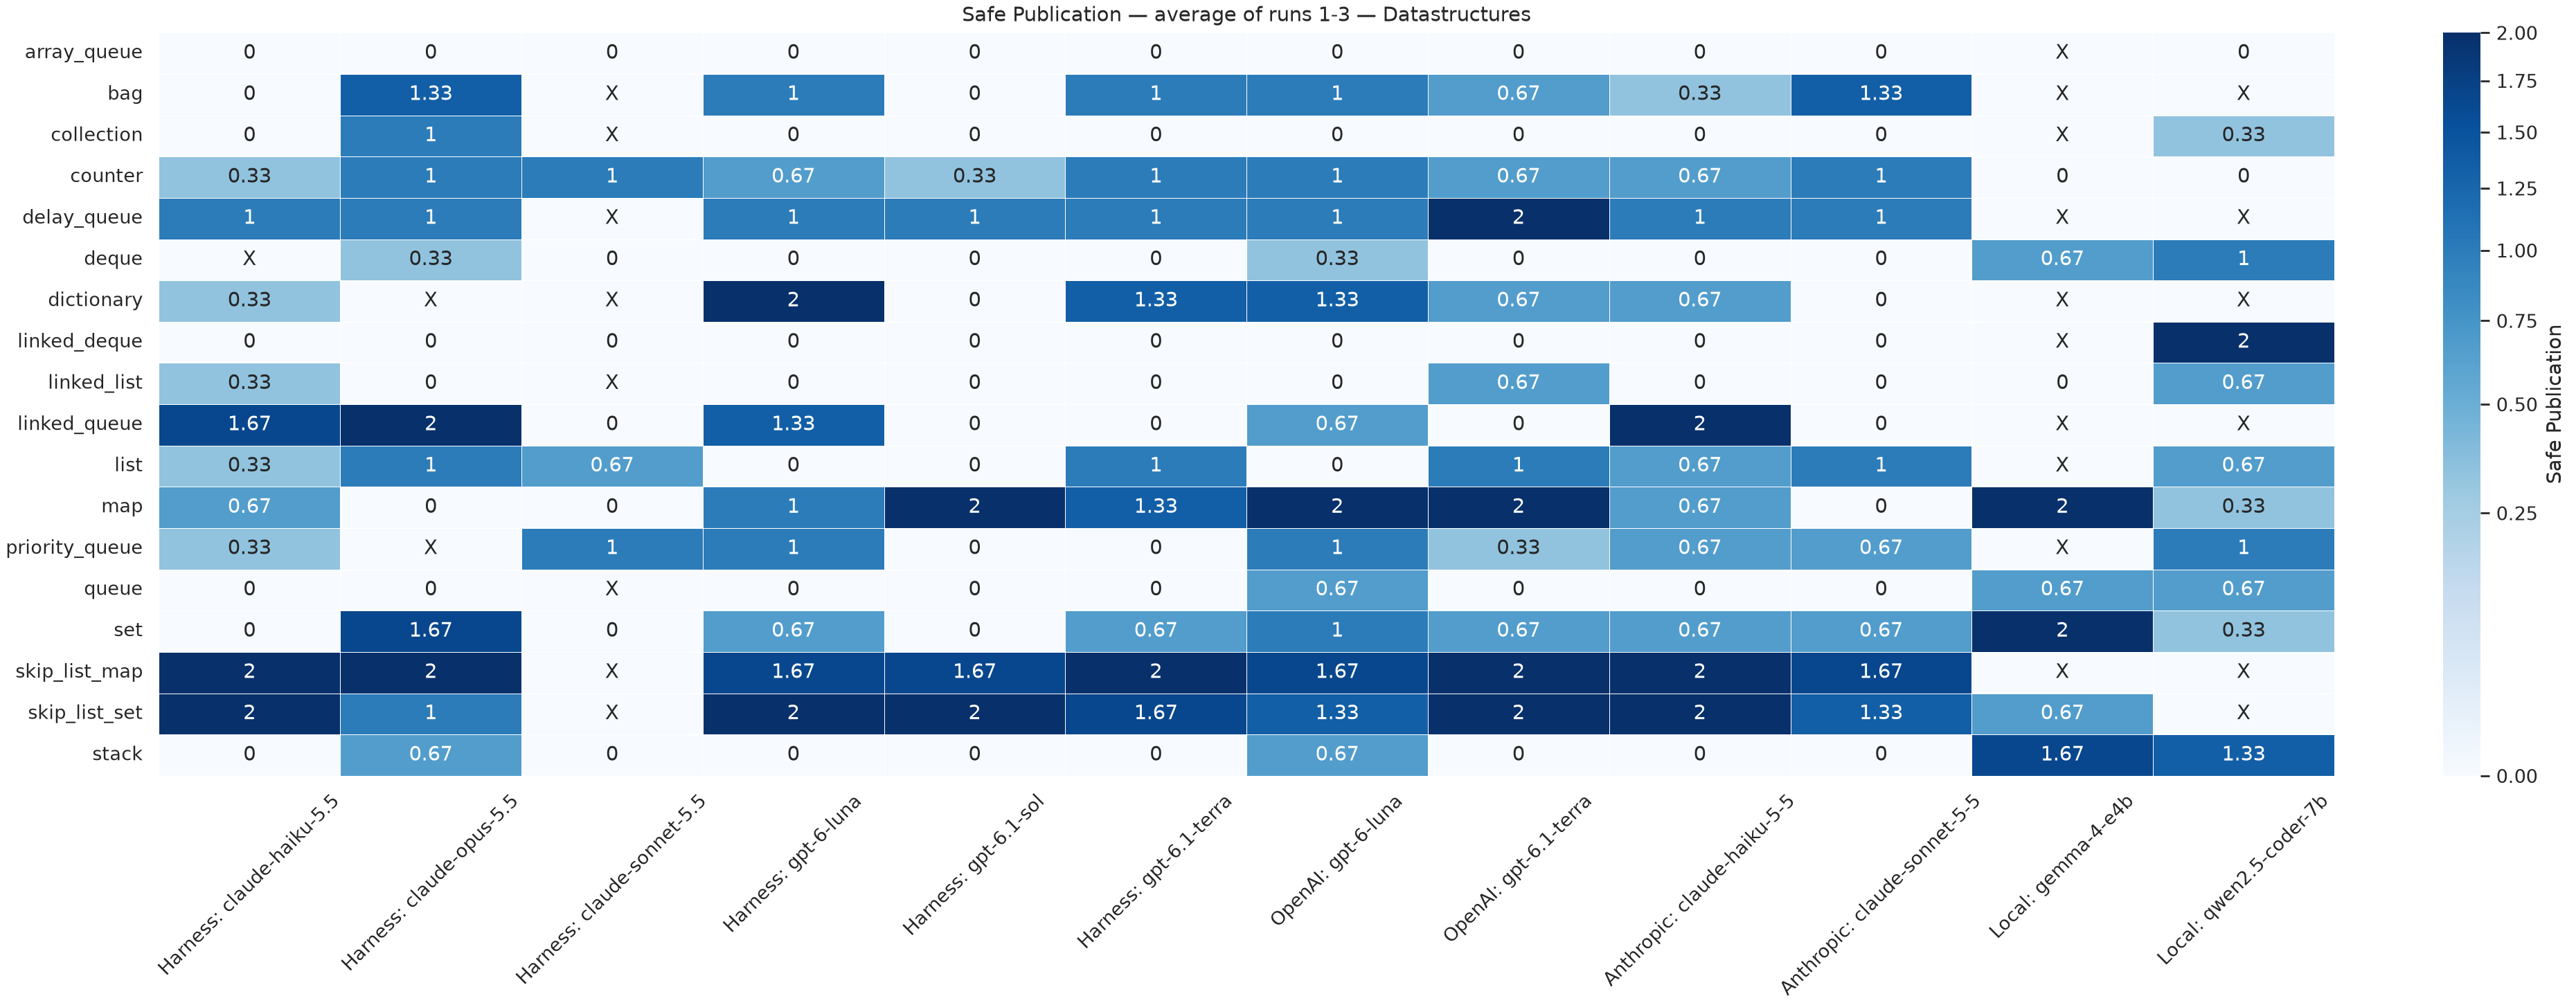 Safe Publication — average of runs 1-3 — Datastructures
array_queue 0 0 0 0 0 0 0 0 0 0 X 0
bag 0 1.33 X 1 0 1 1 0.67 0.33 1.33 X X
collection 0 1 X 0 0 0 0 0 0 0 X 0.33
counter 0.33 1 1 0.67 0.33 1 1 0.67 0.67 1 0 0
delay_queue 1 1 X 1 1 1 1 2 1 1 X X
deque X 0.33 0 0 0 0 0.33 0 0 0 0.67 1
dictionary 0.33 X X 2 0 1.33 1.33 0.67 0.67 0 X X
linked_deque 0 0 0 0 0 0 0 0 0 0 X 2
linked_list 0.33 0 X 0 0 0 0 0.67 0 0 0 0.67
linked_queue 1.67 2 0 1.33 0 0 0.67 0 2 0 X X
list 0.33 1 0.67 0 0 1 0 1 0.67 1 X 0.67
map 0.67 0 0 1 2 1.33 2 2 0.67 0 2 0.33
priority_queue 0.33 X 1 1 0 0 1 0.33 0.67 0.67 X 1
queue 0 0 X 0 0 0 0.67 0 0 0 0.67 0.67
set 0 1.67 0 0.67 0 0.67 1 0.67 0.67 0.67 2 0.33
skip_list_map 2 2 X 1.67 1.67 2 1.67 2 2 1.67 X X
skip_list_set 2 1 X 2 2 1.67 1.33 2 2 1.33 0.67 X
stack 0 0.67 0 0 0 0 0.67 0 0 0 1.67 1.33
Harness: claude-haiku-5.5
Harness: claude-opus-5.5
Harness: claude-sonnet-5.5
Harness: gpt-6-luna
Harness: gpt-6.1-sol
Harness: gpt-6.1-terra
OpenAI: gpt-6-luna
OpenAI: gpt-6.1-terra
Anthropic: claude-haiku-5-5
Anthropic: claude-sonnet-5-5
Local: gemma-4-e4b
Local: qwen2.5-coder-7b
2.00
1.75
1.50
1.25
1.00
0.75
0.50
0.25
0.00
Safe Publication